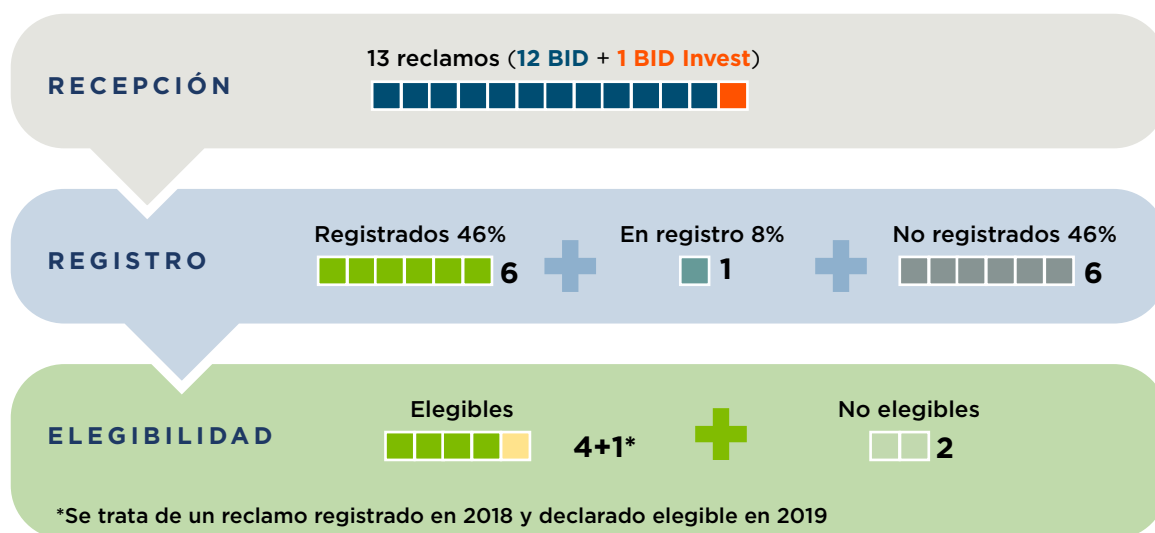 13 reclamos (12 BID + 1 BID Invest)
RECEPCIÓN
Registrados 46%
En registro 8%
No registrados 46%
REGISTRO
6
1
6
Elegibles
No elegibles
ELEGIBILIDAD
4+1*
2
*Se trata de un reclamo registrado en 2018 y declarado elegible en 2019